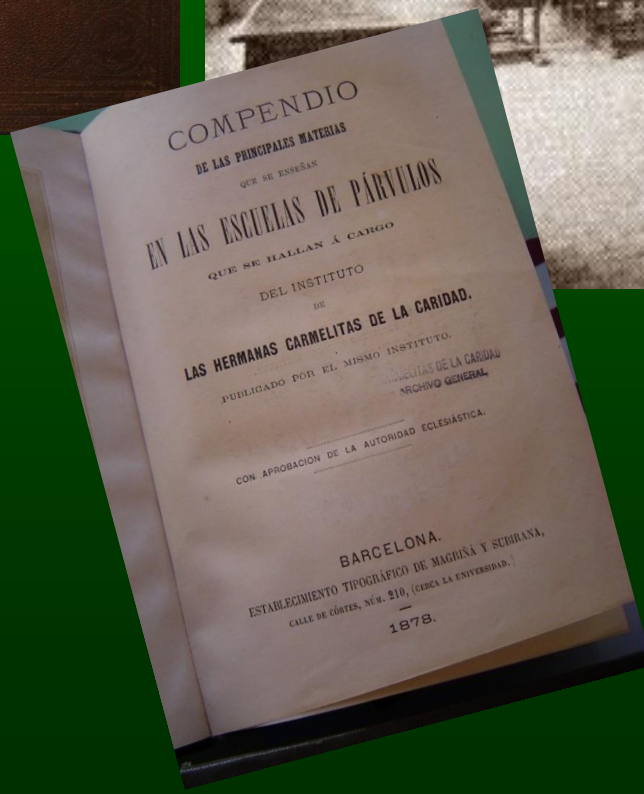 COMPENDIO
DE LAS PRINCIPALES MATERIAS
QUE SE ENSEÑAN
EN LAS ESCUELAS DE PÁRVULOS
QUE SE HALLAN Á CARGO
DEL INSTITUTO
DE
LAS HERMANAS CARMELITAS DE LA CARIDAD.
PUBLICADO POR EL MISMO INSTITUTO.
DE LA CARIDAD
ARCHIVO GENERAL
CON APROBACION DE LA AUTORIDAD ECLESIÁSTICA.
BARCELONA.
ESTABLECIMIENTO TIPOGRÁFICO DE MAGRIÑÁ Y SUBIRANA,
CALLE DE CÓRTES, NÚM. 210, (CERCA LA UNIVERSIDAD.)
1878.